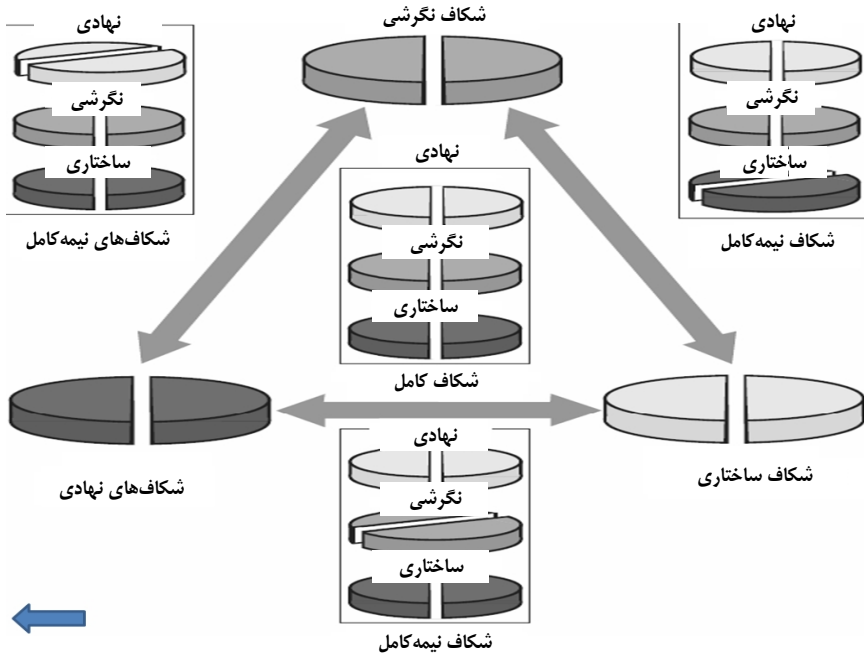 شکاف نگرشی
نهادی
نگرشی
ساختاری
شکاف نیمه‌کامل
نهادی
نگرشی
ساختاری
شکاف‌های نیمه‌کامل
نهادی
نگرشی
ساختاری
شکاف کامل
شکاف ساختاری
شکاف‌های نهادی
نهادی
نگرشی
ساختاری
شکاف نیمه‌کامل